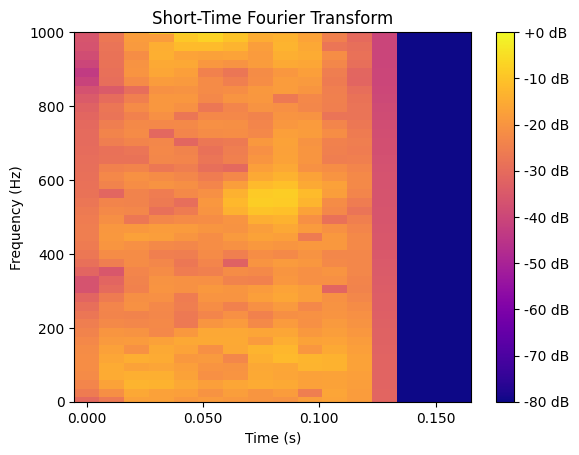 Short-Time Fourier Transform
1000
800
600
400
200
0
Frequency (Hz)
0.000
0.050
0.100
0.150
Time (s)
+0 dB
-10 dB
-20 dB
-30 dB
-40 dB
-50 dB
-60 dB
-70 dB
-80 dB